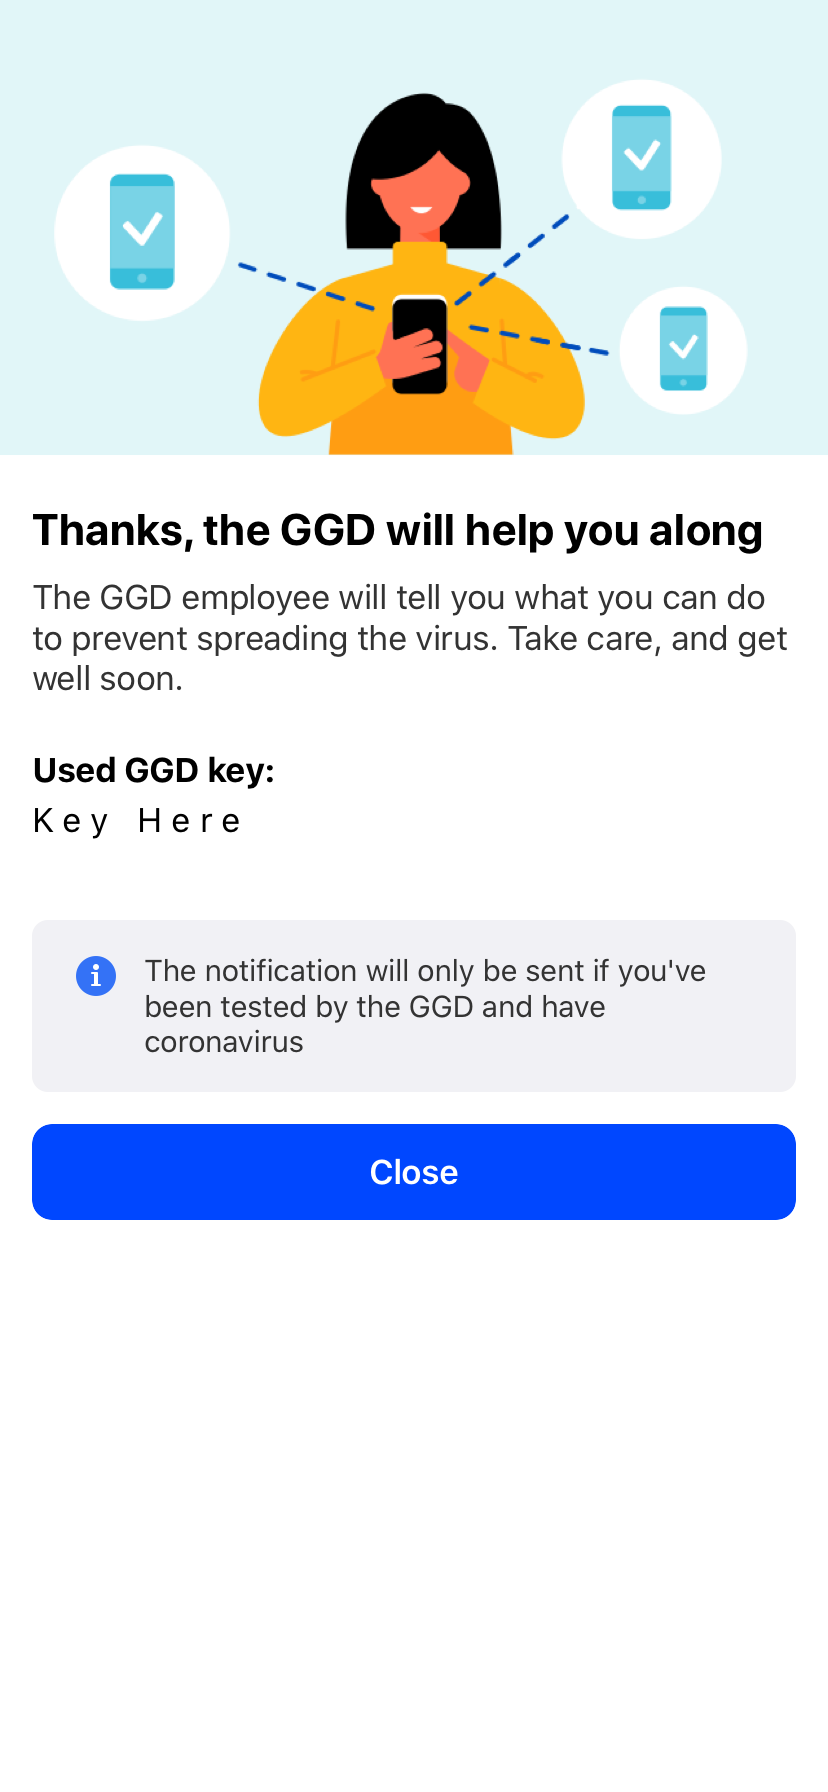 Thanks, the GGD will help you along
The GGD employee will tell you what you can do
to prevent spreading the virus. Take care, and get
well soon.
Used GGD key:
Key Here
The notification will only be sent if you've
been tested by the GGD and have
coronavirus
Close